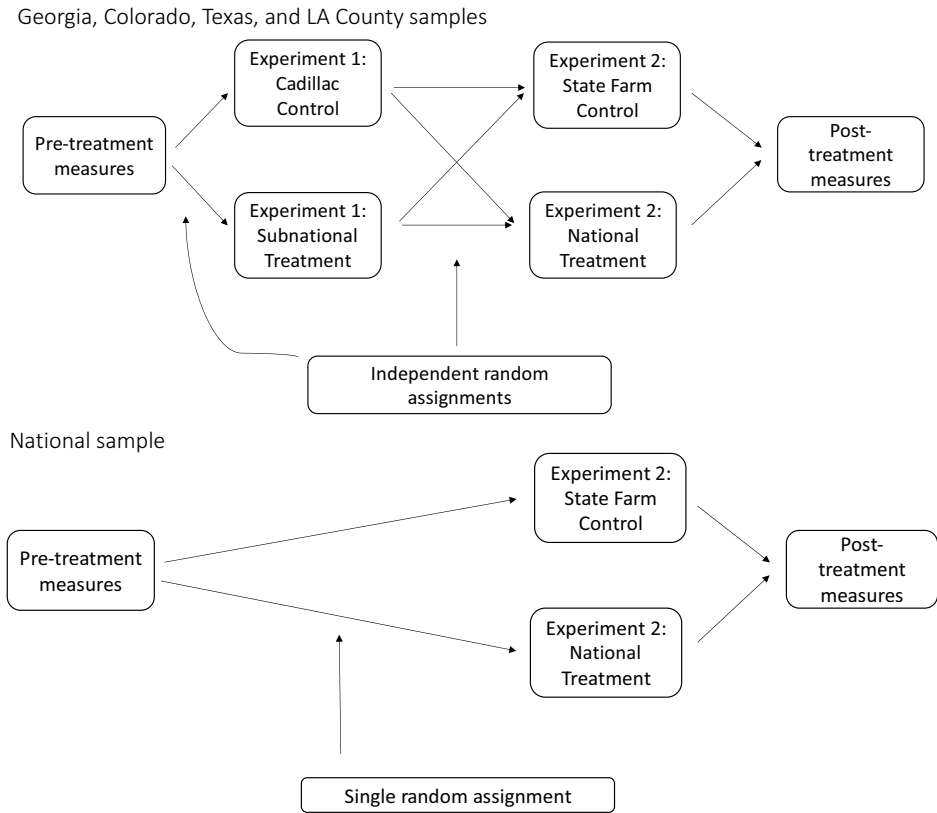 Georgia, Colorado, Texas, and LA County samples
Experiment 1:
Cadillac
Control
Experiment 2:
State Farm
Control
Pre-treatment
measures
Post-
treatment
measures
Experiment 1:
Subnational
Treatment
Experiment 2:
National
Treatment
Independent random
assignments
National sample
Experiment 2:
State Farm
Control
Pre-treatment
measures
Post-
treatment
measures
Experiment 2:
National
Treatment
Single random assignment